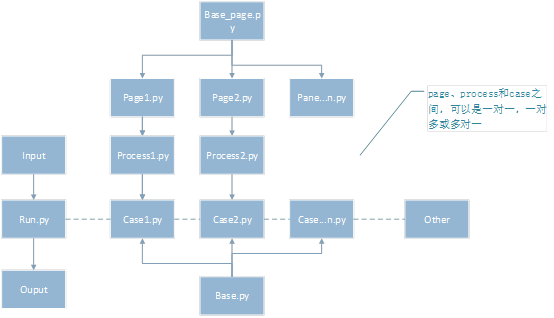 Base_page.p
y
Page1.py
Page2.py
Pane...n.py
page、process和case之
间，可以是一对一，一对
多或多对一
Input
Process1.py
Process2.py
Run.py
Case1.py
Case2.py
Case...n.py
Other
Ouput
Base.py